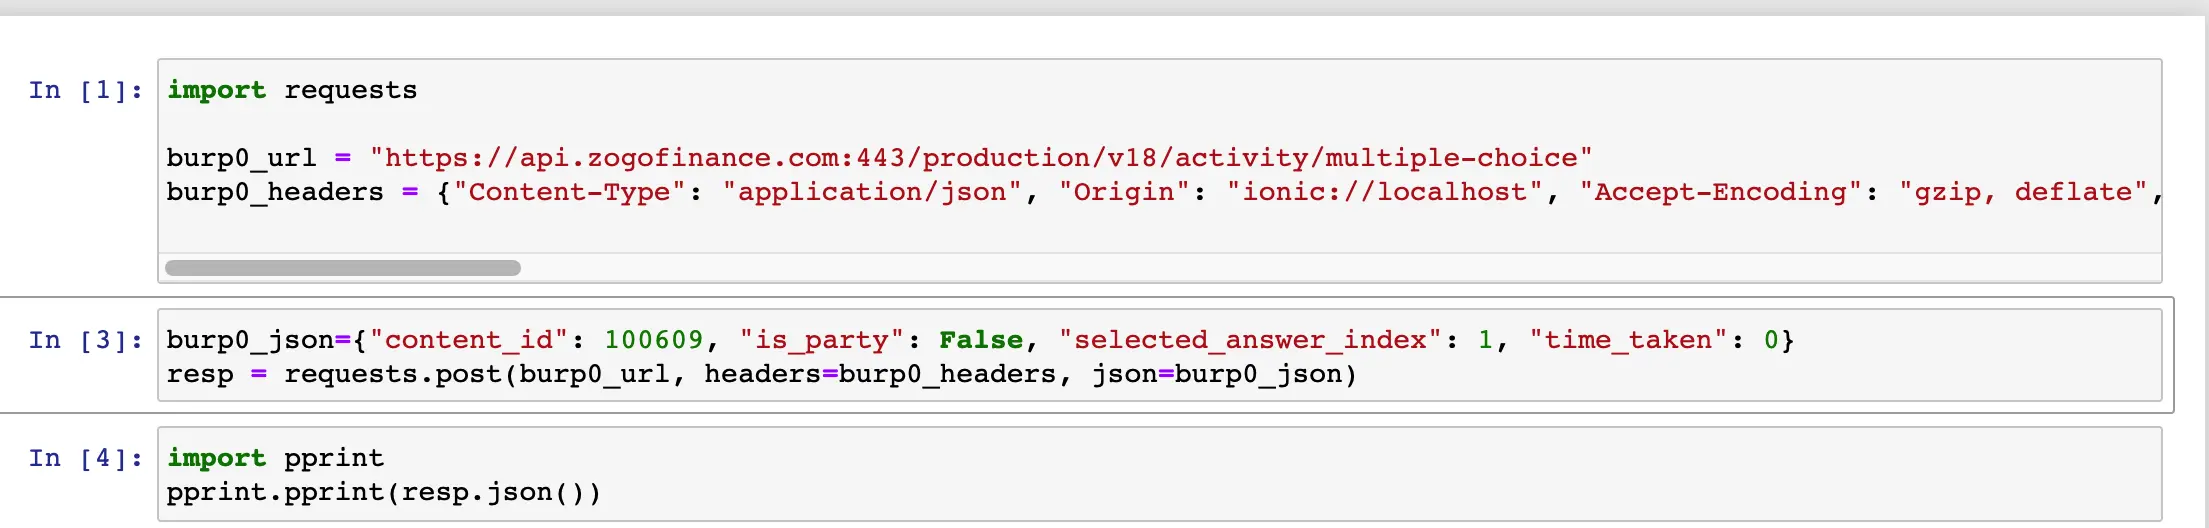 In [1]: import requests
burp0_url = "https://api.zogofinance.com:443/production/v18/activity/multiple-choice"
burp0_headers = {"Content-Type": "application/json", "Origin": "ionic://localhost", "Accept-Encoding": "gzip, deflate",
In [3]: burp0_json={"content_id": 100609, "is_party": False, "selected_answer_index": 1, "time_taken": 0}
resp = requests.post(burp0_url, headers=burp0_headers, json=burp0_json)
In [4]: import pprint
pprint.pprint(resp.json())